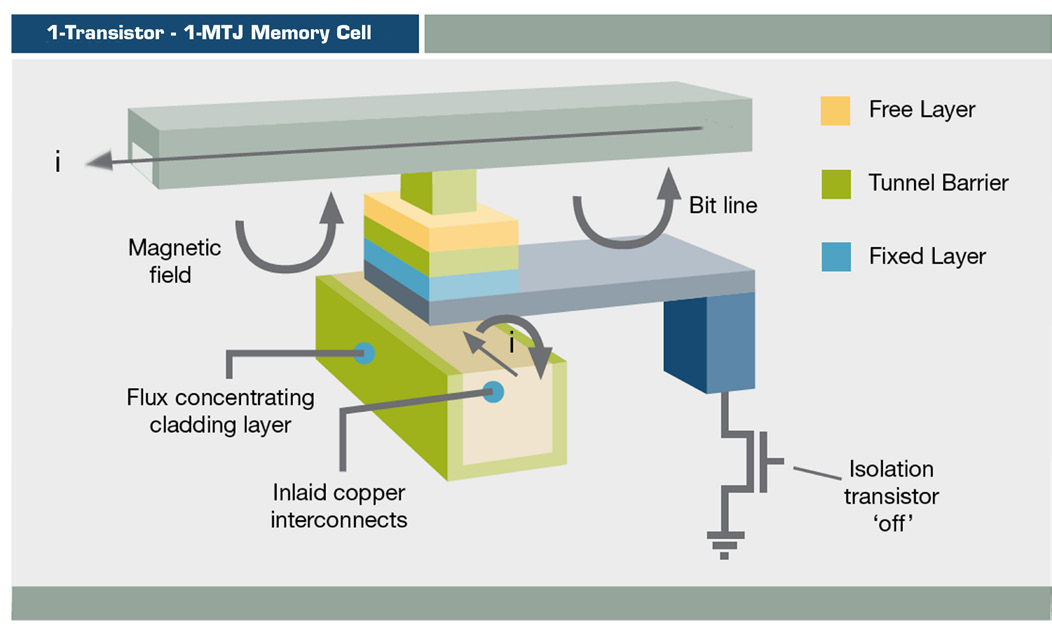 1-Transistor - 1-MTJ Memory Cell
Free Layer
Tunnel Barrier
Fixed Layer
i
Bit line
Magnetic
field
i
Flux concentrating
cladding layer
Inlaid copper
interconnects
Isolation
transistor
‘off’